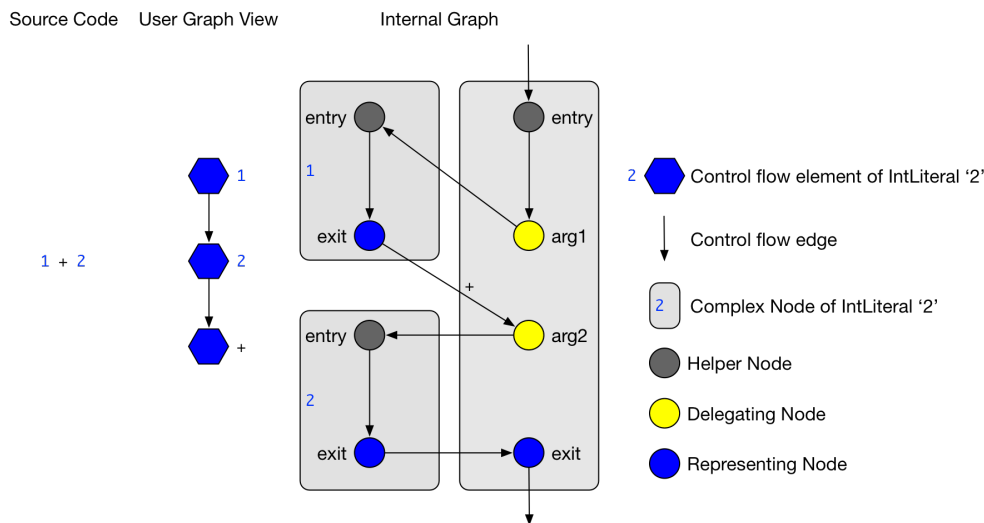 Source Code
User Graph View
Internal Graph
entry
entry
1
1
2 Control flow element of IntLiteral ‘2’
exit
arg1
Control flow edge
1 + 2
2
+
2 Complex Node of IntLiteral ‘2’
entry
arg2
+
Helper Node
2
Delegating Node
exit
exit
Representing Node